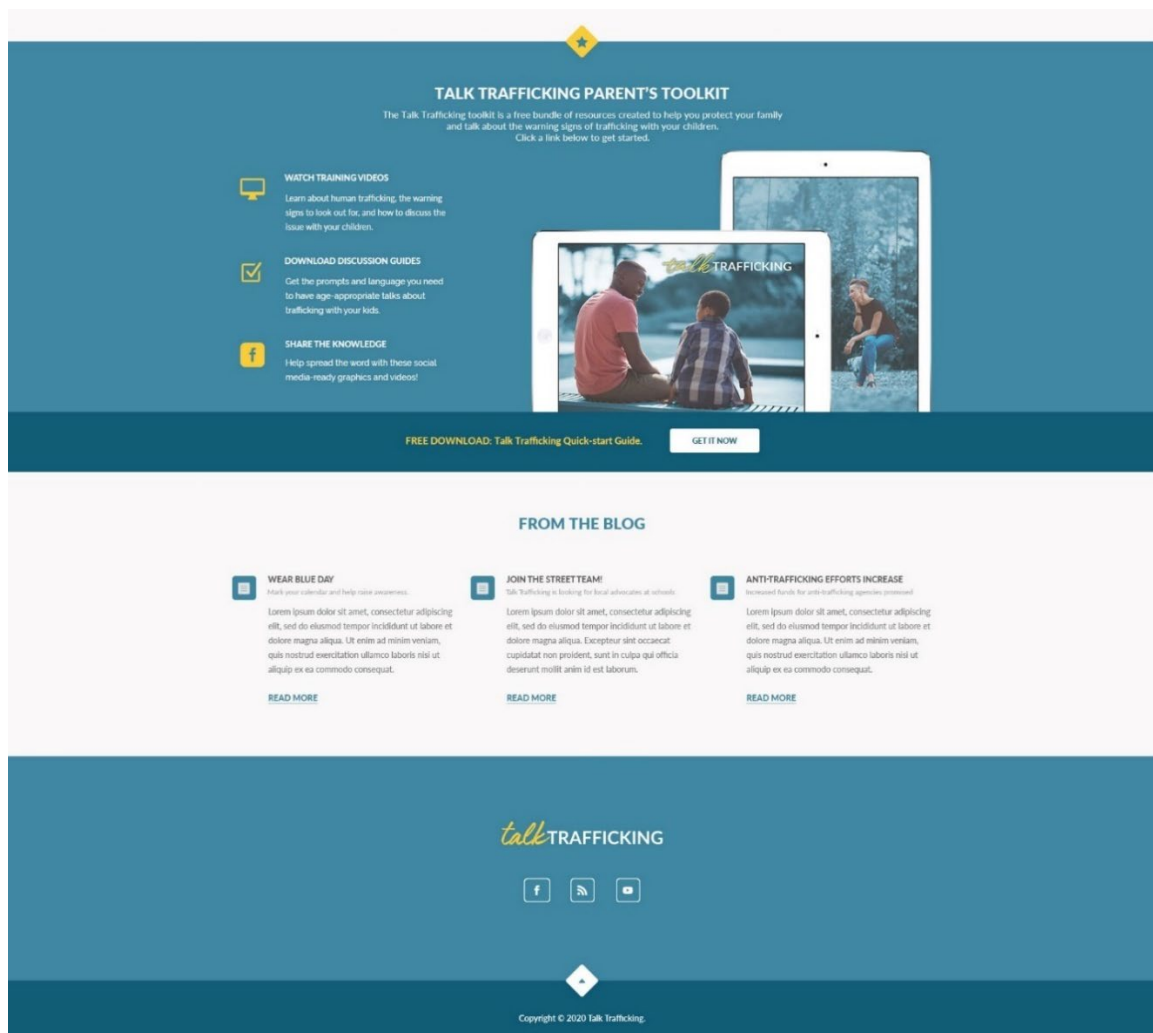 TALK TRAFFICKING PARENT'S TOOLKIT
The Talk Trafficking toolkit is a free bundle of resources created to help you protect your family
and talk about the warning signs of trafficking with your children.
Click a link below to get started.
WATCH TRAINING VIDEOS
Learn about human trafficking, the warning
signs to look out for, and how to discuss the
issue with your children.
DOWNLOAD DISCUSSION GUIDES
Get the prompts and language you need
to have age-appropriate talks about
trafficking with your kids.
SHARE THE KNOWLEDGE
Help spread the word with these social
media-ready graphics and videos!
talk TRAFFICKING
FREE DOWNLOAD: Talk Trafficking Quick-start Guide.
GET IT NOW
FROM THE BLOG
WEAR BLUE DAY
Mark your calendar and help raise awareness.
Lorem ipsum dolor sit amet, consectetur adipiscing
elit, sed do eiusmod tempor incididunt ut labore et
dolore magna aliqua. Ut enim ad minim veniam,
quis nostrud exercitation ullamco laboris nisi ut
aliquip ex ea commodo consequat.
READ MORE
JOIN THE STREET TEAM!
Talk Trafficking is looking for local advocates at schools
Lorem ipsum dolor sit amet, consectetur adipiscing
elit, sed do eiusmod tempor incididunt ut labore et
dolore magna aliqua. Excepteur sint occaecat
cupidatat non proident, sunt in culpa qui officia
deserunt mollit anim id est laborum.
READ MORE
ANTI-TRAFFICKING EFFORTS INCREASE
Increased funds for anti-trafficking agencies promised
Lorem ipsum dolor sit amet, consectetur adipiscing
elit, sed do eiusmod tempor incididunt ut labore et
dolore magna aliqua. Ut enim ad minim veniam,
quis nostrud exercitation ullamco laboris nisi ut
aliquip ex ea commodo consequat.
READ MORE
talk TRAFFICKING
Copyright © 2020 Talk Trafficking.